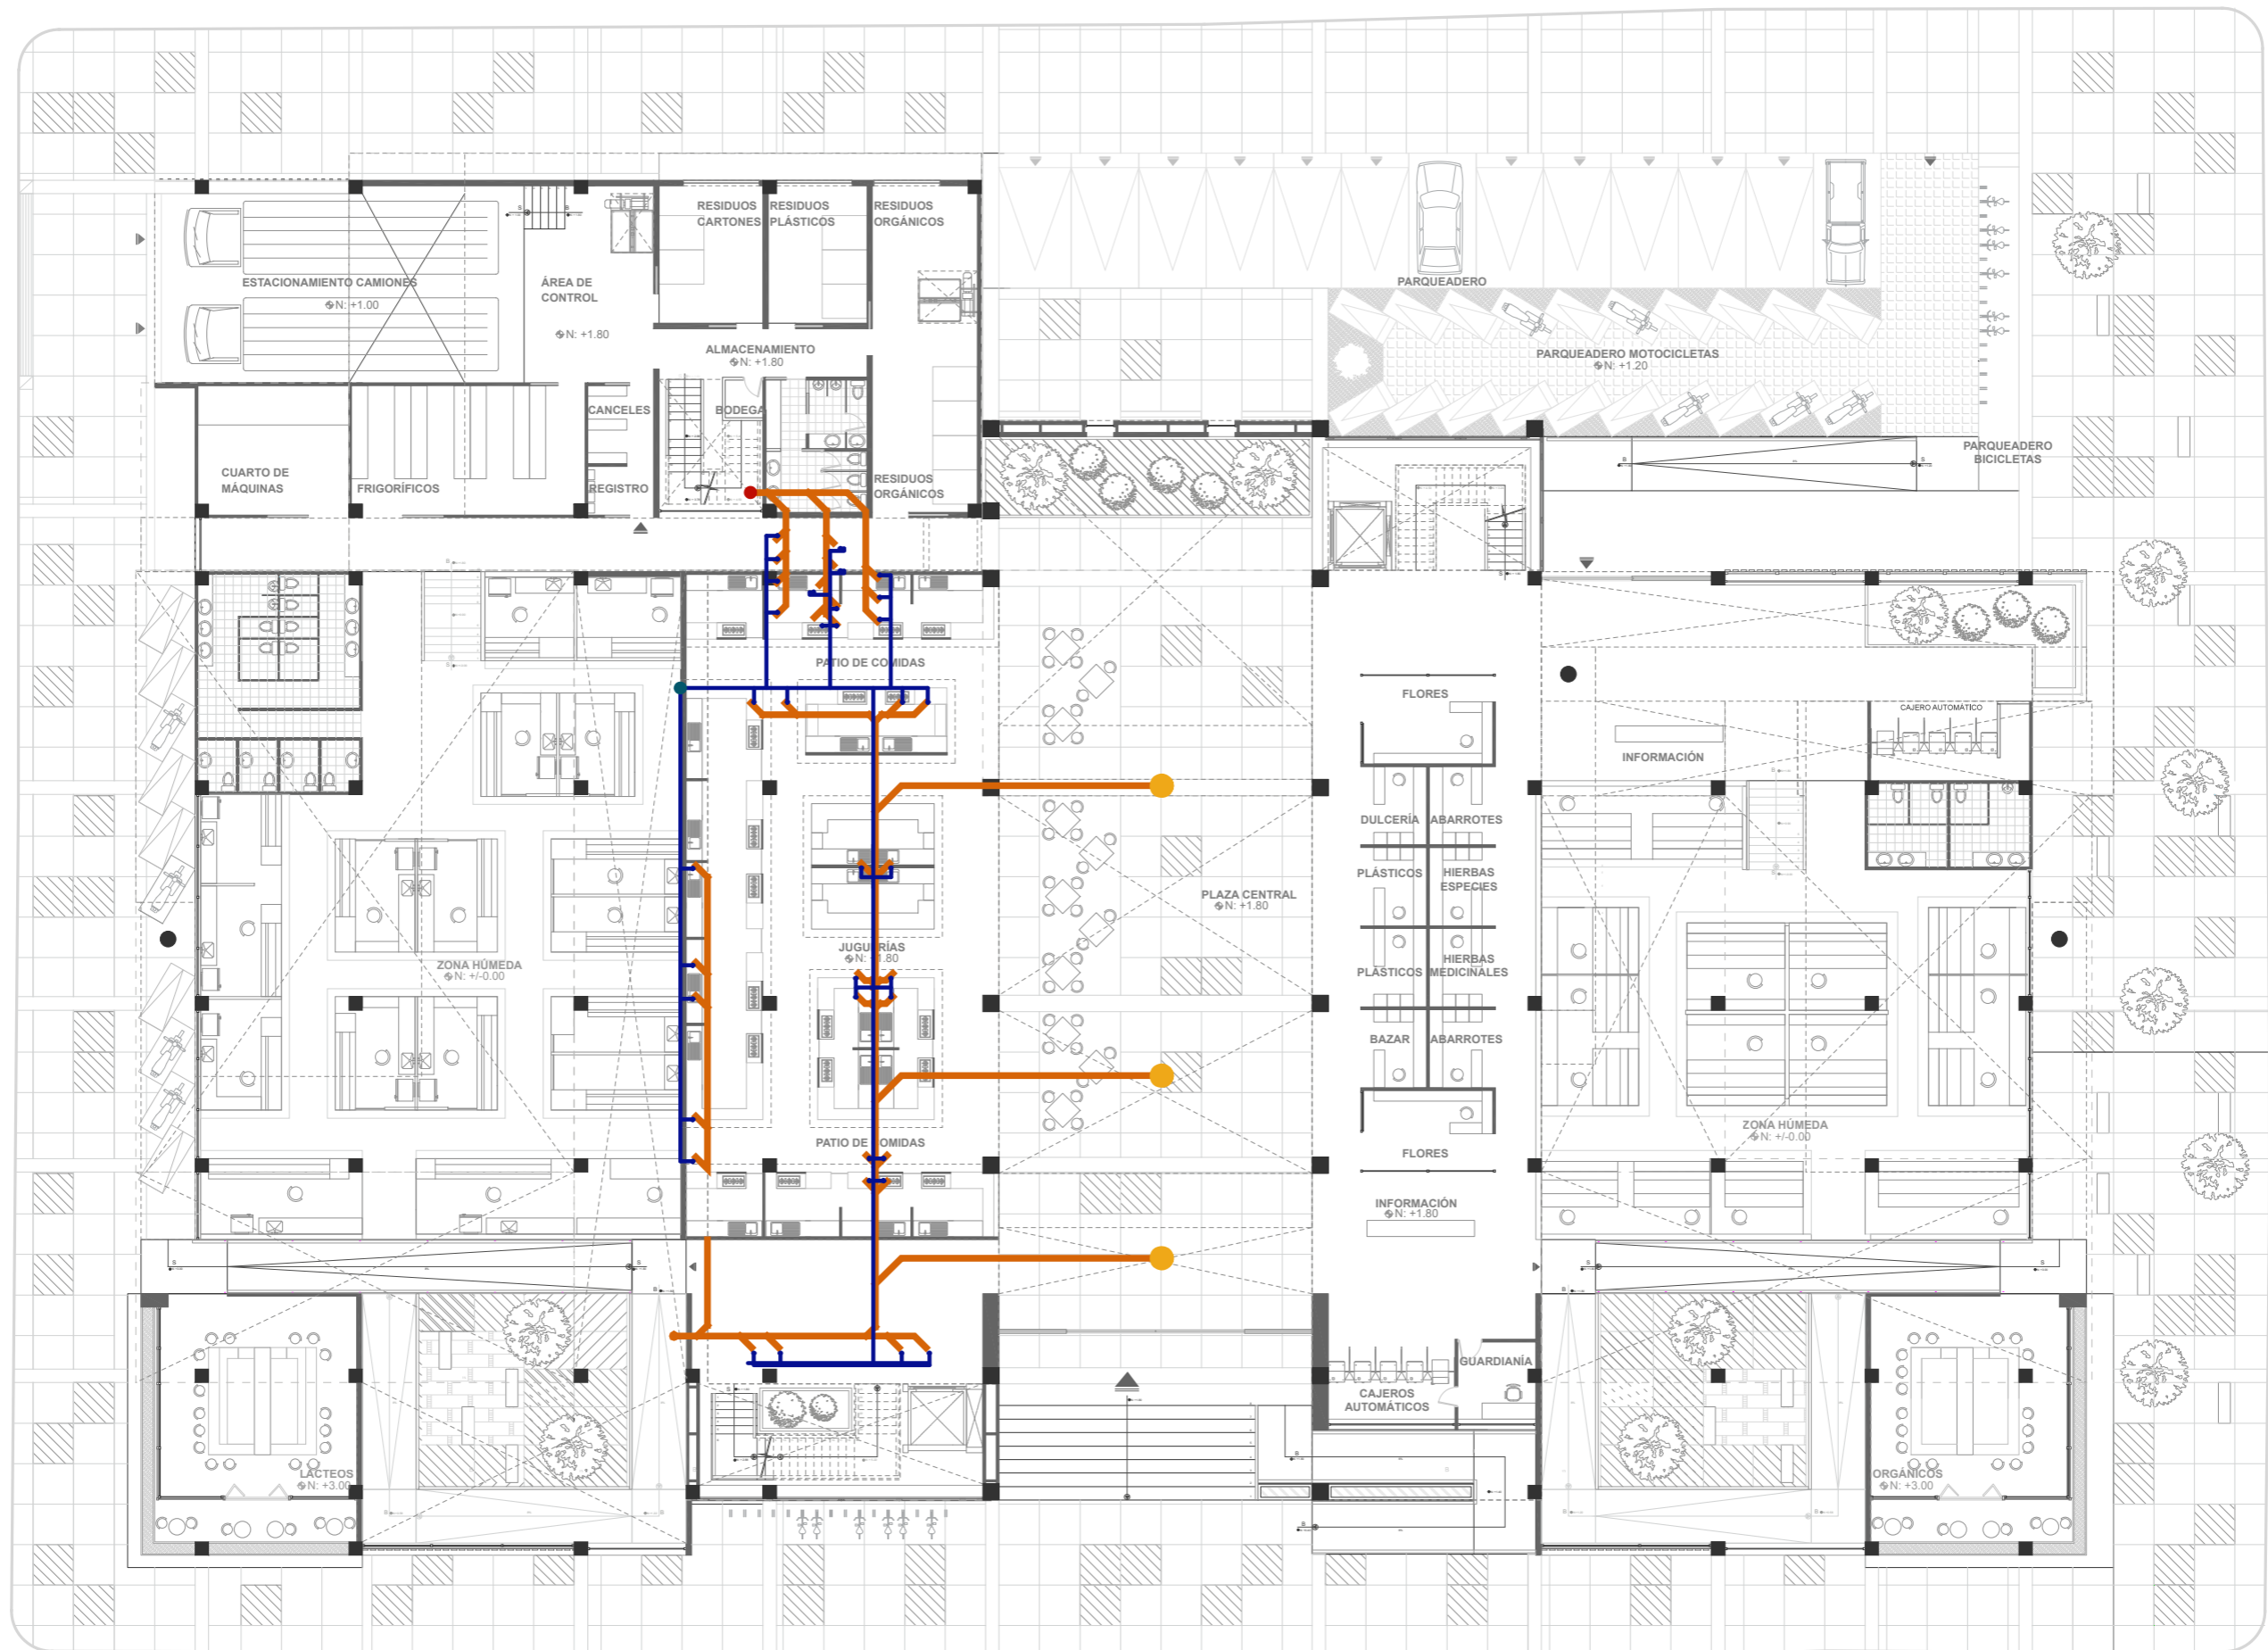 RESIDUOS
CARTONES
RESIDUOS
PLÁSTICOS
RESIDUOS
ORGÁNICOS
ESTACIONAMIENTO CAMIONES
N: +1.00
ÁREA DE
CONTROL
N: +1.80
PARQUEADERO
ALMACENAMIENTO
N: +1.80
PARQUEADERO MOTOCICLETAS
N: +1.20
CANCELES
BODEGA
PARQUEADERO
BICICLETAS
CUARTO DE
MÁQUINAS
FRIGORÍFICOS
REGISTRO
RESIDUOS
ORGÁNICOS
PATIO DE COMIDAS
FLORES
CAJERO AUTOMÁTICO
INFORMACIÓN
DULCERÍA
ABARROTES
PLÁSTICOS
HIERBAS
ESPECIES
PLAZA CENTRAL
N: +1.80
JUGUERÍAS
N: +1.80
ZONA HÚMEDA
N: +/-0.00
PLÁSTICOS
HIERBAS
MEDICINALES
BAZAR
ABARROTES
PATIO DE COMIDAS
ZONA HÚMEDA
N: +/-0.00
FLORES
INFORMACIÓN
N: +1.80
GUARDIANÍA
CAJEROS
AUTOMÁTICOS
LÁCTEOS
N: +3.00
ORGÁNICOS
N: +3.00